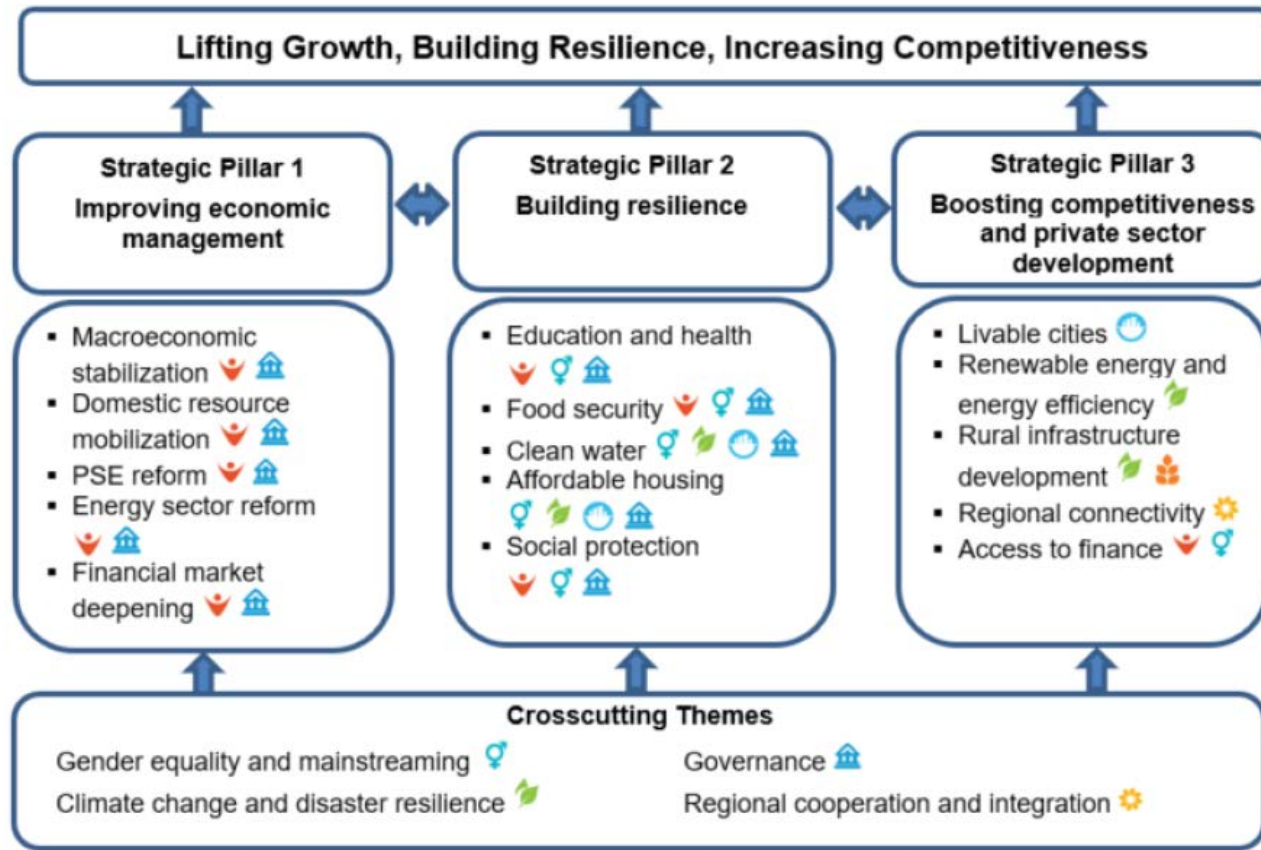 Lifting Growth, Building Resilience, Increasing Competitiveness
Strategic Pillar 1
Improving economic
management
Strategic Pillar 2
Building resilience
Strategic Pillar 3
Boosting competitiveness
and private sector
development
▪ Macroeconomic
stabilization
▪ Domestic resource
mobilization
▪ PSE reform
▪ Energy sector reform
▪ Financial market
deepening
▪ Education and health
▪ Food security
▪ Clean water
▪ Affordable housing
▪ Social protection
▪ Livable cities
▪ Renewable energy and
energy efficiency
▪ Rural infrastructure
development
▪ Regional connectivity
▪ Access to finance
Crosscutting Themes
Gender equality and mainstreaming
Climate change and disaster resilience
Governance
Regional cooperation and integration